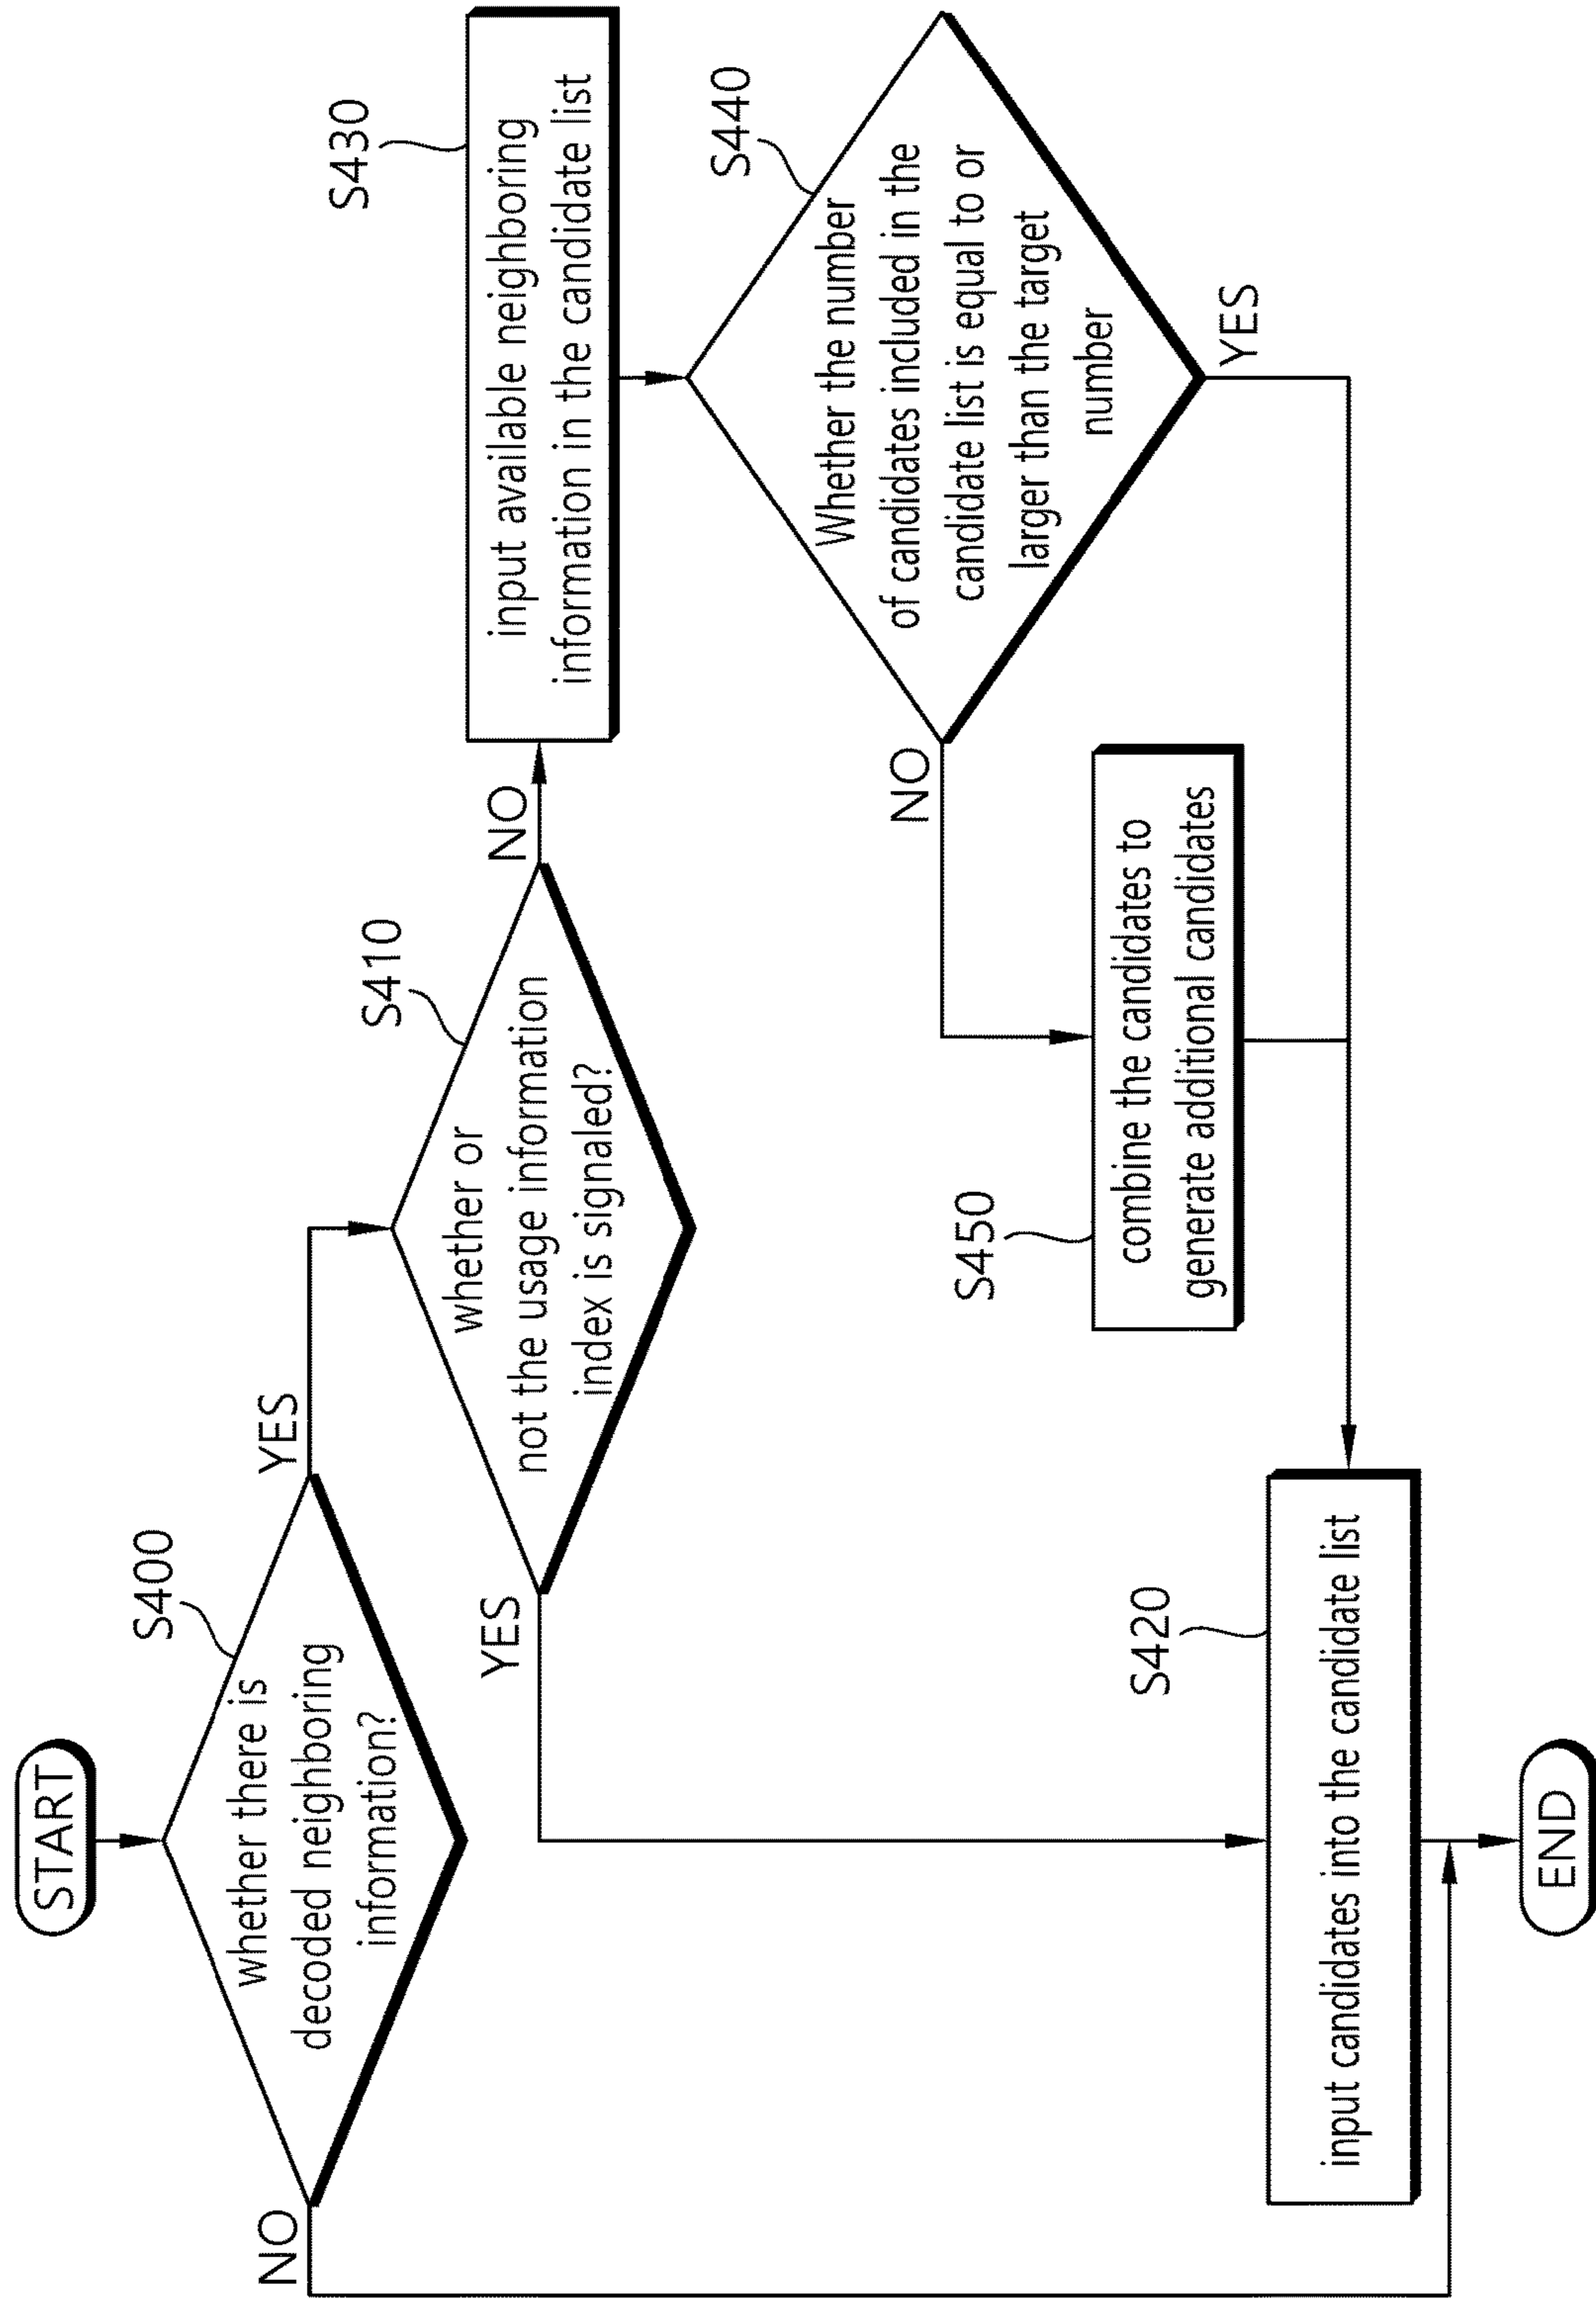 START
S400
whether there is
decoded neighboring
information?
NO
YES
S410
whether or
not the usage information
index is signaled?
YES
NO
S430
input available neighboring
information in the candidate list
S440
Whether the number
of candidates included in the
candidate list is equal to or
larger than the target
number
NO
YES
S450
combine the candidates to
generate additional candidates
S420
input candidates into the candidate list
END